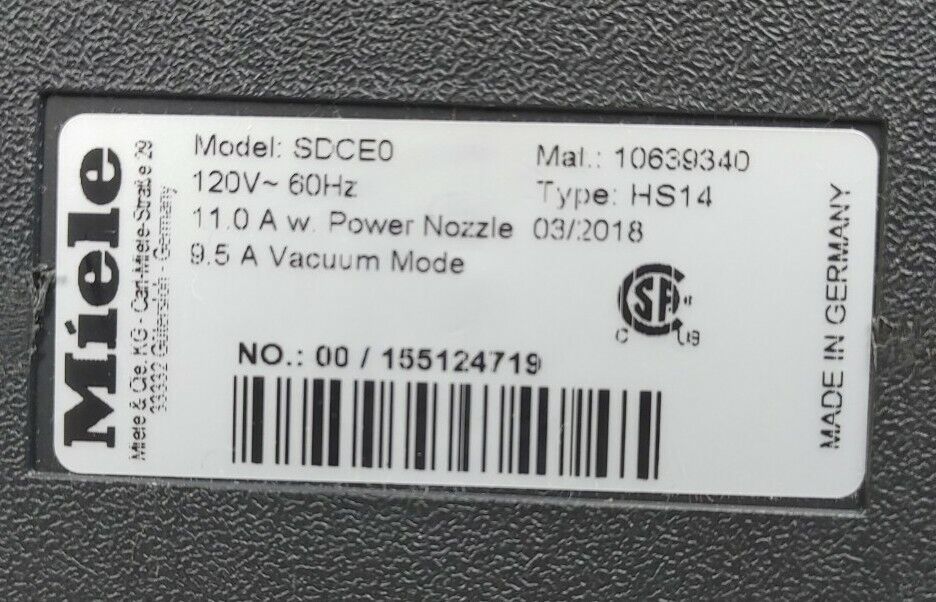 Miele
Miele & Cie. KG - Carl-Miele-Straße 29
33332 Gütersloh - Germany
Model: SDCE0
120V~ 60Hz
11.0 A w. Power Nozzle
9.5 A Vacuum Mode
Mat.: 10639340
Type: HS14
03/2018
NO.: 00 / 155124719
CSA
C US
MADE IN GERMANY